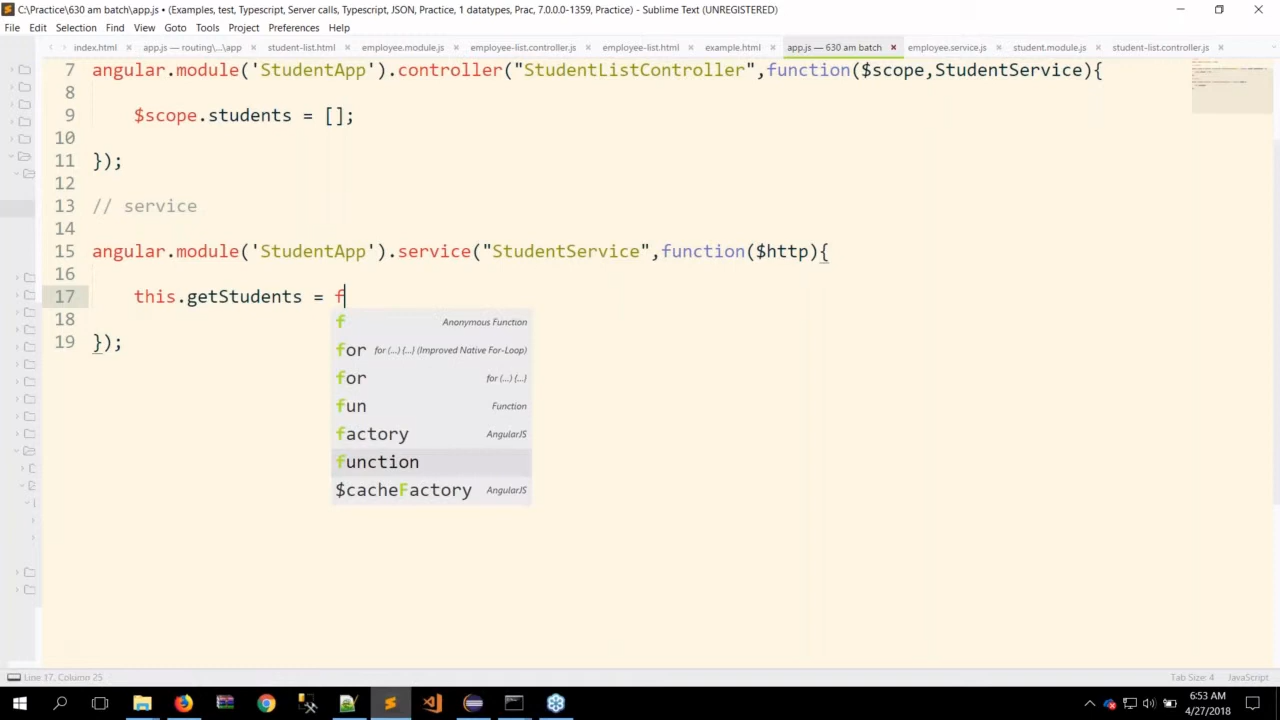 C:\Practice\630 am batch\app.js • (Examples, test, Typescript, Server calls, Typescript, JSON, Practice, 1 datatypes, Prac, 7.0.0.0-1359, Practice) - Sublime Text (UNREGISTERED)
File Edit Selection Find View Goto Tools Project Preferences Help
index.html × app.js — routing\...\app × student-list.html × employee.module.js × employee-list.controller.js × employee-list.html × example.html × app.js — 630 am batch × employee.service.js × student.module.js × student-list.controller.js ×
7 angular.module('StudentApp').controller("StudentListController",function($scope,StudentService){
8
9 $scope.students = [];
10
11 });
12
13 // service
14
15 angular.module('StudentApp').service("StudentService",function($http){
16
17 this.getStudents = f
18
19 });
f Anonymous Function
for for (...) {...} (Improved Native For-Loop)
for for (...) {...}
fun Function
factory AngularJS
function
$cacheFactory AngularJS
Line 17, Column 25 Tab Size: 4 JavaScript
6:53 AM
4/27/2018